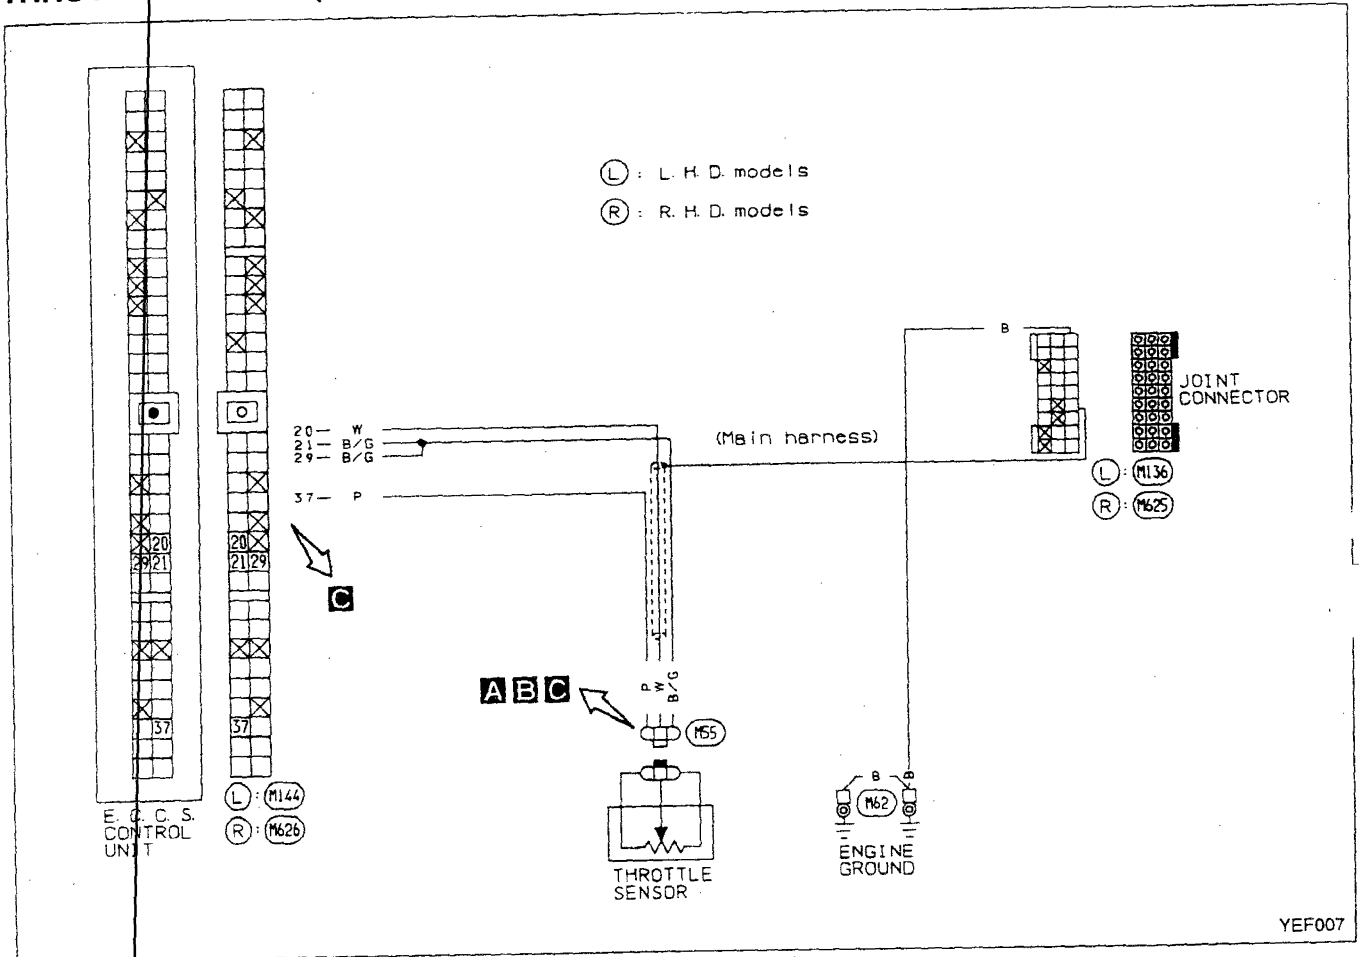 L : L. H. D. models
R : R. H. D. models
B
JOINT
CONNECTOR
L : M136
R : M625
20 — W
21 — B/G
29 — B/G
(Main harness)
37 — P
20
29 21
20
21 29
C
37
37
A B C
P
W
B/G
M55
L : M144
R : M626
E. C. C. S.
CONTROL
UNIT
THROTTLE
SENSOR
B
B
M62
ENGINE
GROUND
YEF007